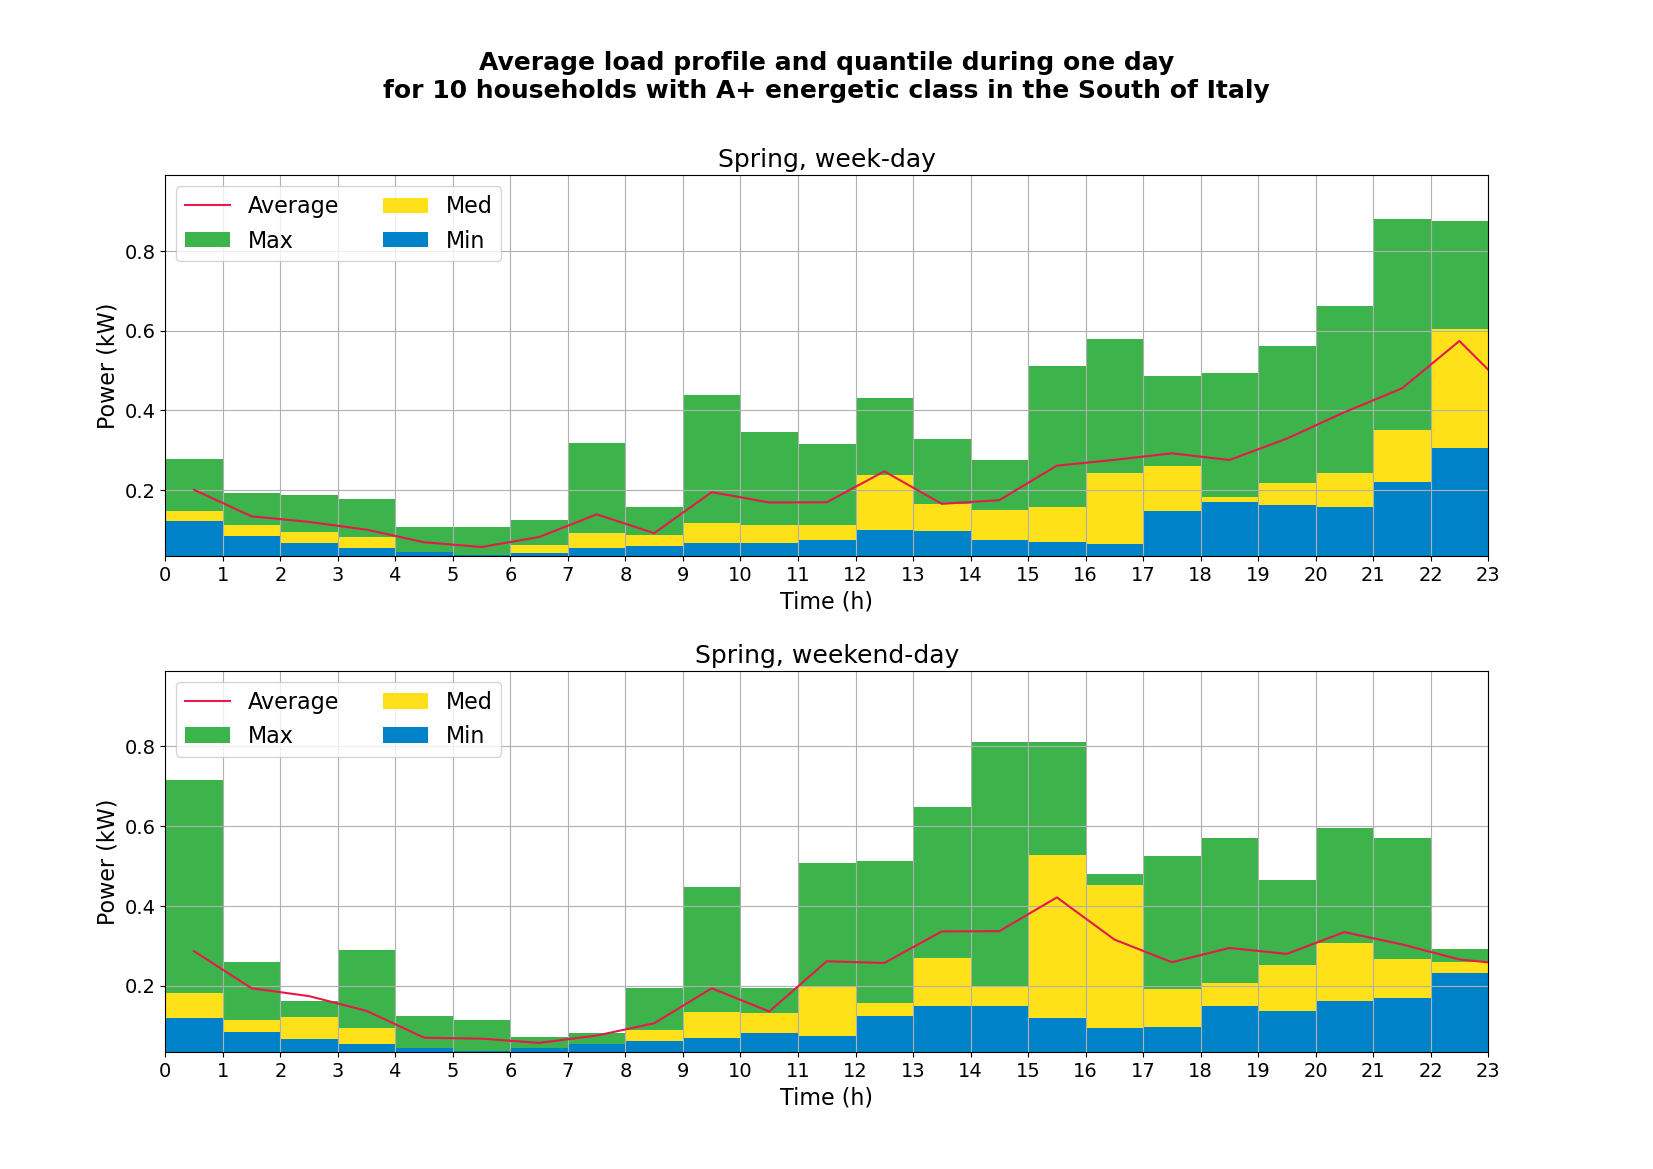 Average load profile and quantile during one day
for 10 households with A+ energetic class in the South of Italy
Spring, week-day
Average
Med
Max
Min
0.8
0.6
0.4
0.2
Power (kW)
0 1 2 3 4 5 6 7 8 9 10 11 12 13 14 15 16 17 18 19 20 21 22 23
Time (h)
Spring, weekend-day
Average
Med
Max
Min
0.8
0.6
0.4
0.2
Power (kW)
0 1 2 3 4 5 6 7 8 9 10 11 12 13 14 15 16 17 18 19 20 21 22 23
Time (h)